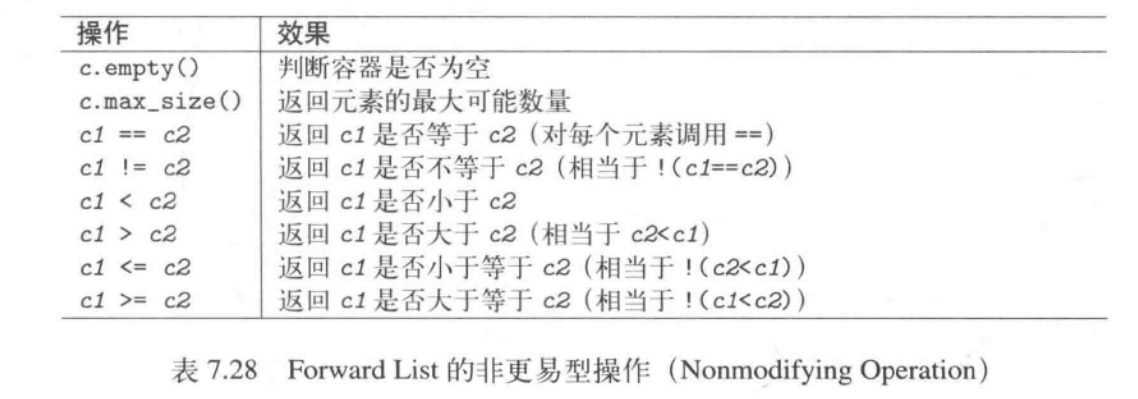 操作 效果
c.empty() 判断容器是否为空
c.max_size() 返回元素的最大可能数量
c1 == c2 返回 c1 是否等于 c2（对每个元素调用 ==）
c1 != c2 返回 c1 是否不等于 c2（相当于 !(c1==c2)）
c1 < c2 返回 c1 是否小于 c2
c1 > c2 返回 c1 是否大于 c2（相当于 c2<c1）
c1 <= c2 返回 c1 是否小于等于 c2（相当于 !(c2<c1)）
c1 >= c2 返回 c1 是否大于等于 c2（相当于 !(c1<c2)）
表 7.28 Forward List 的非更易型操作（Nonmodifying Operation）